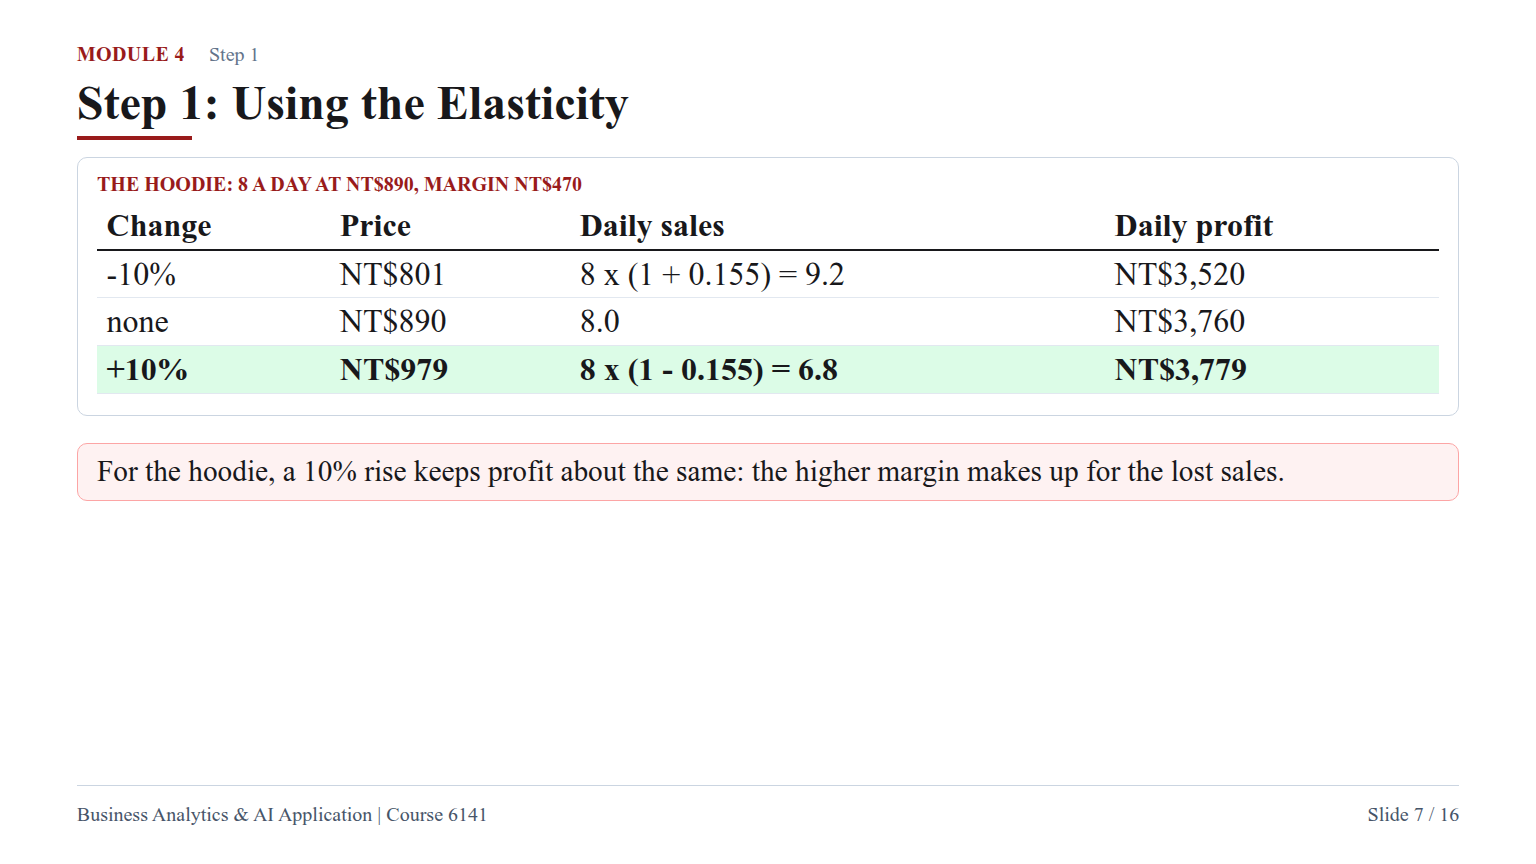 MODULE 4 Step 1
Step 1: Using the Elasticity
THE HOODIE: 8 A DAY AT NT$890, MARGIN NT$470
Change Price Daily sales Daily profit
-10% NT$801 8 x (1 + 0.155) = 9.2 NT$3,520
none NT$890 8.0 NT$3,760
+10% NT$979 8 x (1 - 0.155) = 6.8 NT$3,779
For the hoodie, a 10% rise keeps profit about the same: the higher margin makes up for the lost sales.
Business Analytics & AI Application | Course 6141 Slide 7 / 16